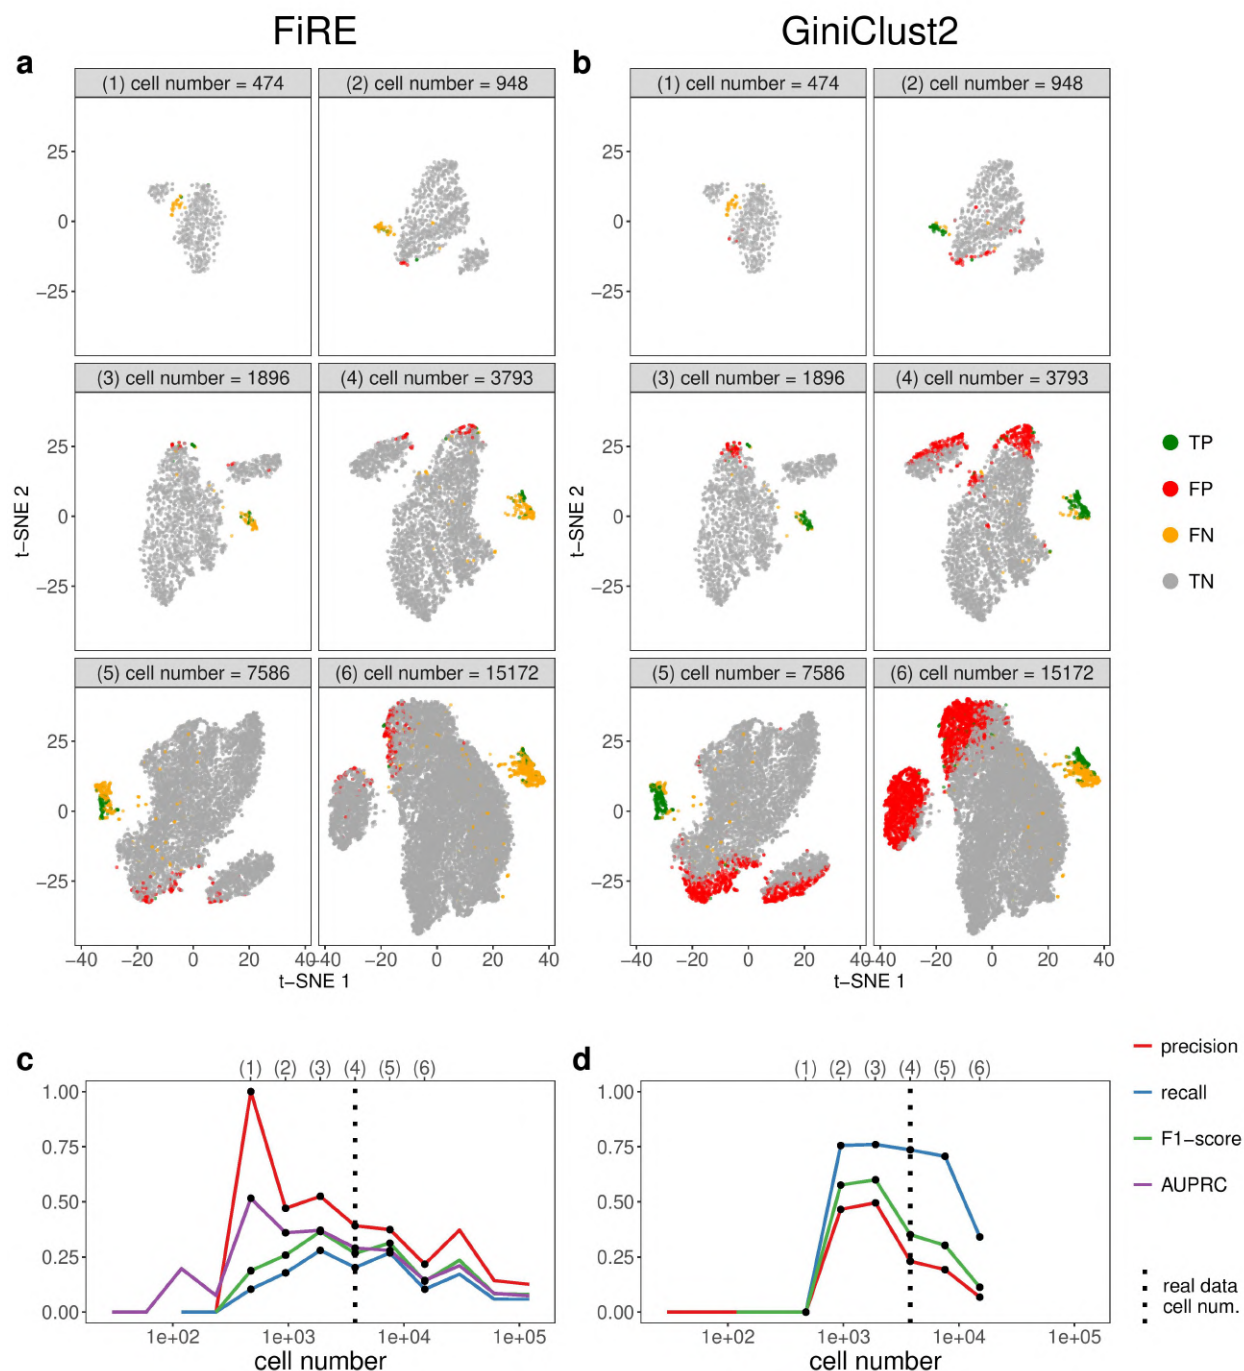 FiRE
GiniClust2
a
b
(1) cell number = 474
(2) cell number = 948
(1) cell number = 474
(2) cell number = 948
25
0
−25
25
0
−25
(3) cell number = 1896
(4) cell number = 3793
(3) cell number = 1896
(4) cell number = 3793
25
0
−25
25
0
−25
t−SNE 2
t−SNE 2
TP
FP
FN
TN
(5) cell number = 7586
(6) cell number = 15172
(5) cell number = 7586
(6) cell number = 15172
25
0
−25
25
0
−25
−40 −20 0 20 40 −20 0 20 40
t−SNE 1
−40 −20 0 20 40 −20 0 20 40
t−SNE 1
c
(1) (2) (3) (4) (5) (6)
1.00
0.75
0.50
0.25
0.00
1e+02 1e+03 1e+04 1e+05
cell number
d
(1) (2) (3) (4) (5) (6)
1.00
0.75
0.50
0.25
0.00
1e+02 1e+03 1e+04 1e+05
cell number
precision
recall
F1−score
AUPRC
real data
cell num.